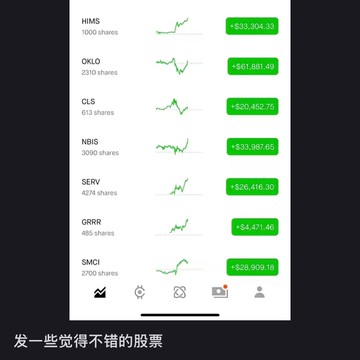 HIMS
1000 shares
+$33,304.33
OKLO
2310 shares
+$61,881.49
CLS
613 shares
+$20,452.75
NBIS
3090 shares
+$33,987.65
SERV
4274 shares
+$26,416.30
GRRR
485 shares
+$4,471.46
SMCI
2700 shares
+$28,909.18
发一些觉得不错的股票